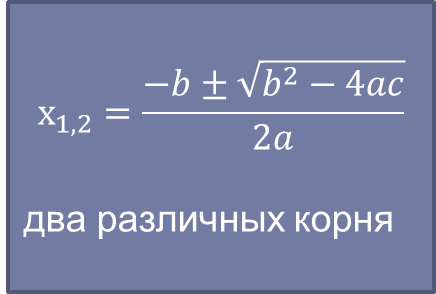 x₁,₂ = (−b ± √(b² − 4ac)) / 2a
два различных корня